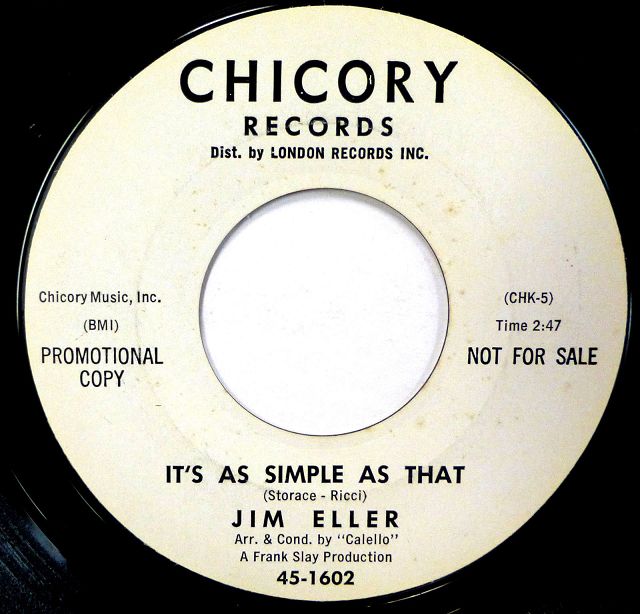 CHICORY
RECORDS
Dist. by LONDON RECORDS INC.
Chicory Music, Inc.
(BMI)
PROMOTIONAL
COPY
(CHK-5)
Time 2:47
NOT FOR SALE
IT'S AS SIMPLE AS THAT
(Storace - Ricci)
JIM ELLER
Arr. & Cond. by "Calello"
A Frank Slay Production
45-1602